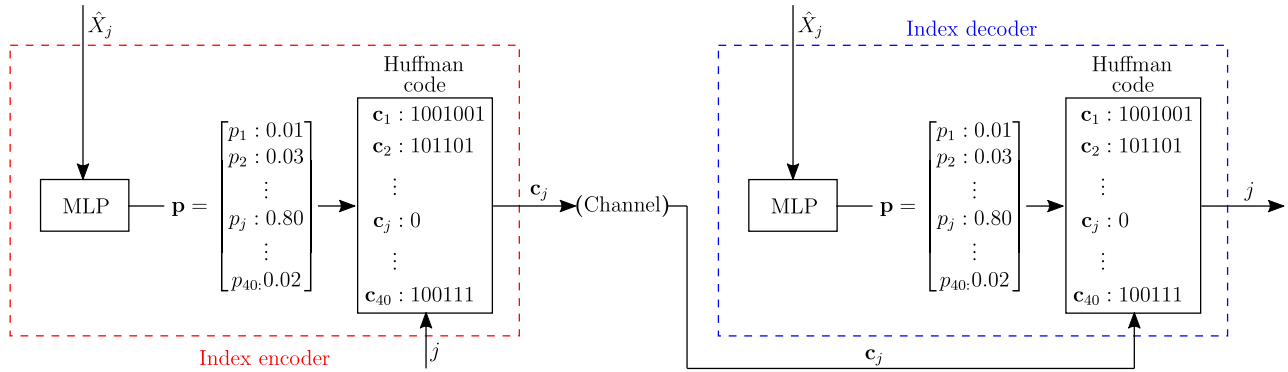 X̂_j
Huffman
code
c_1 : 1001001
c_2 : 101101
⋮
c_j : 0
⋮
c_40 : 100111
p_1 : 0.01
p_2 : 0.03
⋮
p_j : 0.80
⋮
p_40: 0.02
MLP
p =
c_j
j
Index encoder
(Channel)
X̂_j
Index decoder
Huffman
code
c_1 : 1001001
c_2 : 101101
⋮
c_j : 0
⋮
c_40 : 100111
p_1 : 0.01
p_2 : 0.03
⋮
p_j : 0.80
⋮
p_40: 0.02
MLP
p =
j
c_j